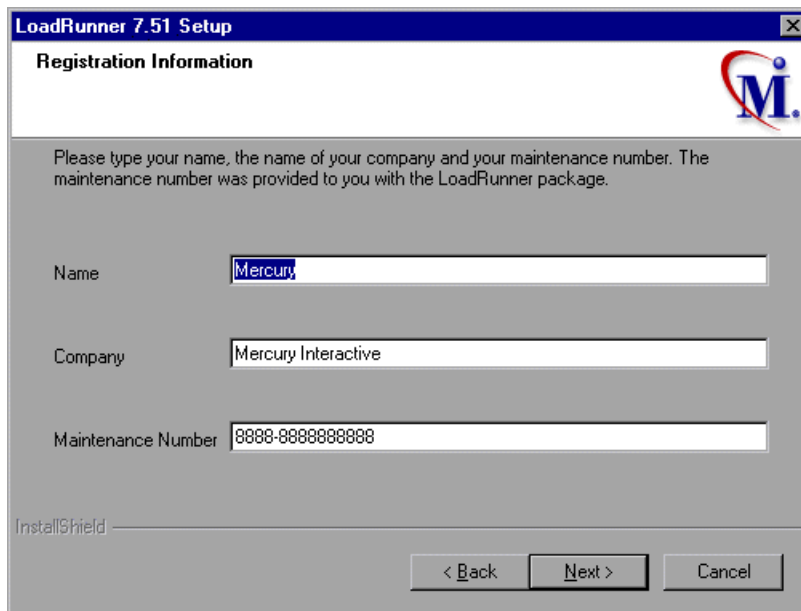 LoadRunner 7.51 Setup
Registration Information
M.
Please type your name, the name of your company and your maintenance number. The
maintenance number was provided to you with the LoadRunner package.
Name
Mercury
Company
Mercury Interactive
Maintenance Number
8888-8888888888
InstallShield
< Back
Next >
Cancel